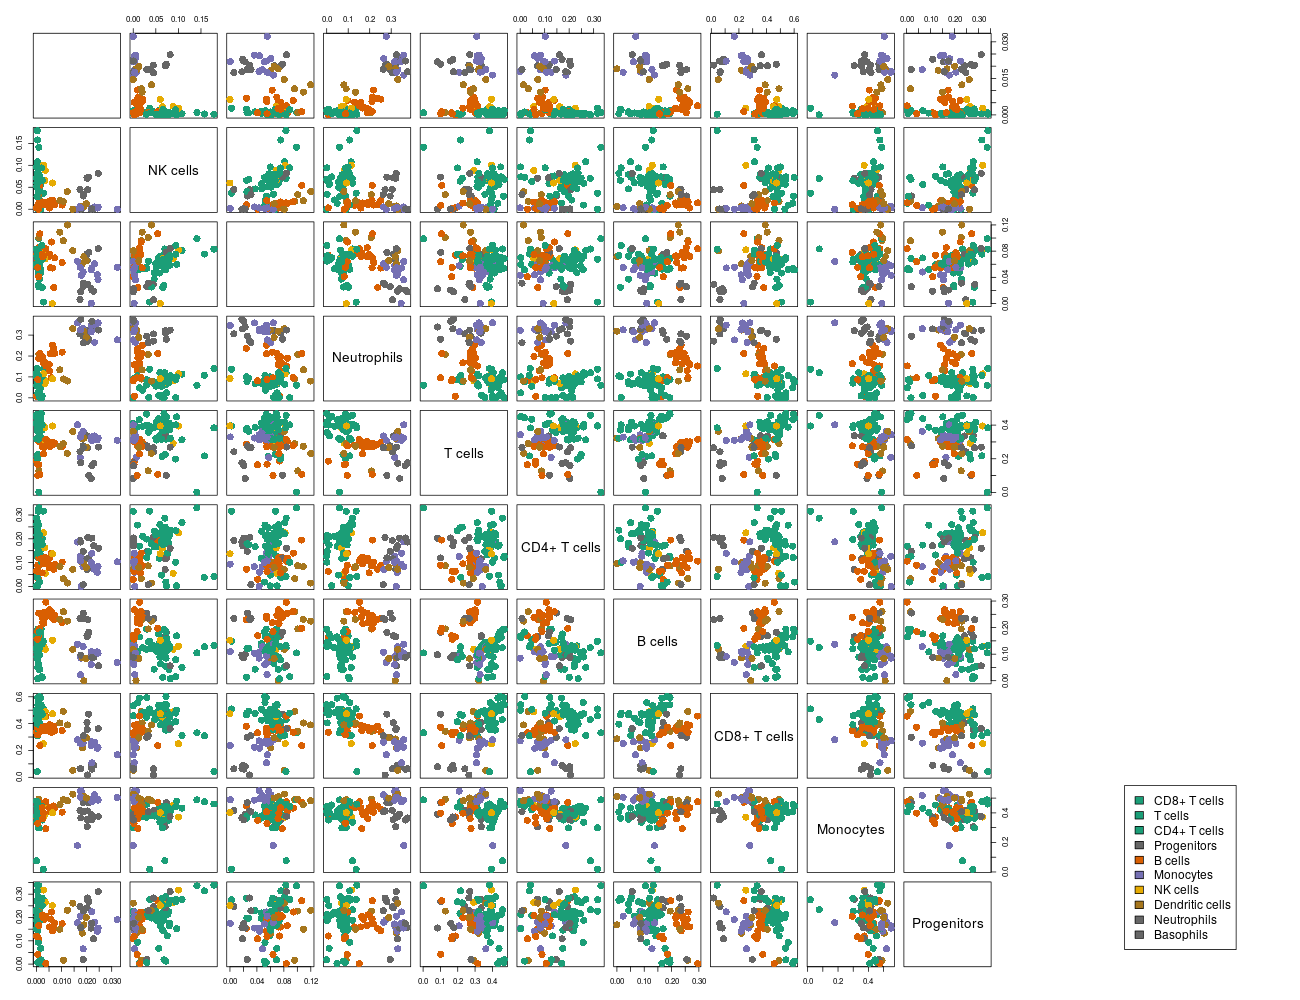 0.00 0.05 0.10 0.15 0.0 0.1 0.2 0.3 0.00 0.10 0.20 0.30 0.0 0.2 0.4 0.6 0.00 0.10 0.20 0.30
0.000 0.015 0.030
NK cells
0.00 0.05 0.10 0.15
0.00 0.04 0.08 0.12
Neutrophils
0.0 0.1 0.2 0.3
T cells
0.0 0.2 0.4
CD4+ T cells
0.00 0.10 0.20 0.30
B cells
0.00 0.10 0.20 0.30
CD8+ T cells
0.0 0.2 0.4 0.6
Monocytes
0.0 0.2 0.4
Progenitors
0.00 0.10 0.20 0.30
0.000 0.010 0.020 0.030 0.00 0.04 0.08 0.12 0.0 0.1 0.2 0.3 0.4 0.00 0.10 0.20 0.30 0.0 0.2 0.4
CD8+ T cells
T cells
CD4+ T cells
Progenitors
B cells
Monocytes
NK cells
Dendritic cells
Neutrophils
Basophils